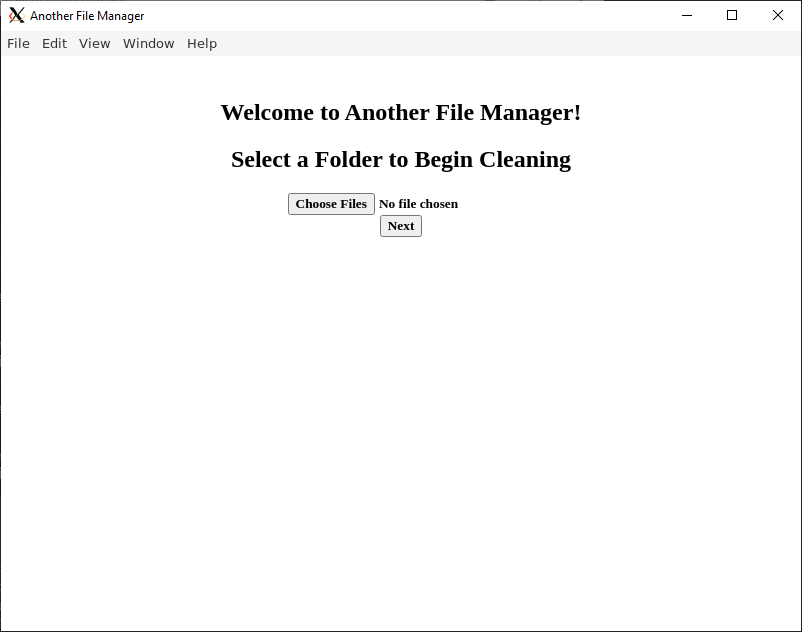 Another File Manager
File Edit View Window Help
Welcome to Another File Manager!
Select a Folder to Begin Cleaning
Choose Files No file chosen
Next